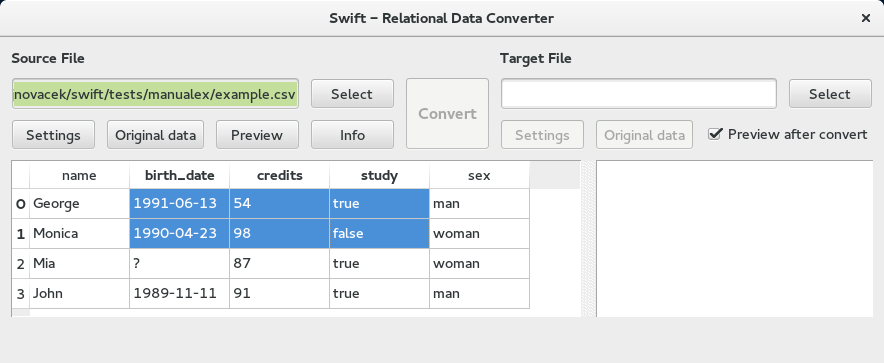 Swift – Relational Data Converter ×
Source File Target File
novacek/swift/tests/manualex/example.csv Select Convert Select
Settings Original data Preview Info Settings Original data Preview after convert
name birth_date credits study sex
0 George 1991-06-13 54 true man
1 Monica 1990-04-23 98 false woman
2 Mia ? 87 true woman
3 John 1989-11-11 91 true man